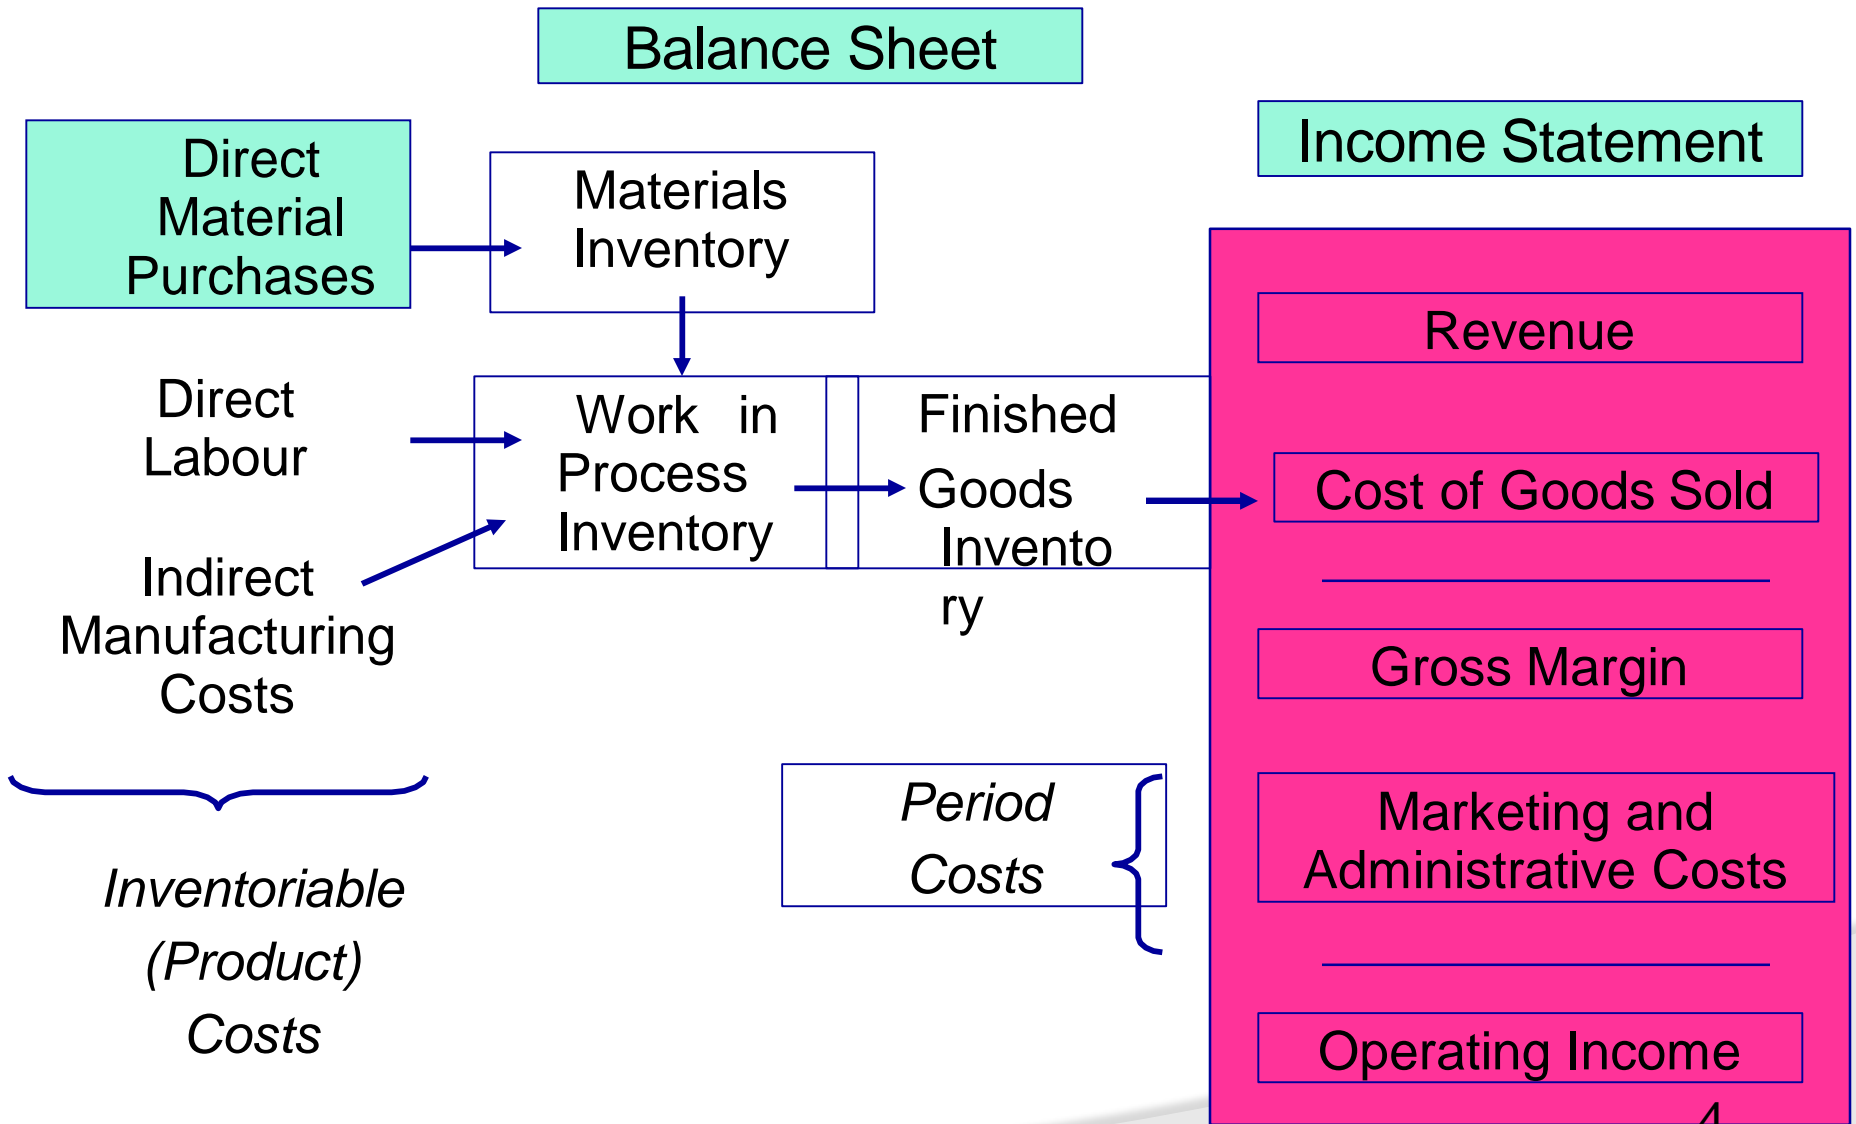 Balance Sheet
Income Statement
Direct
Material
Purchases
Materials
Inventory
Revenue
Direct
Labour
Work in
Process
Inventory
Finished
Goods
Invento
ry
Cost of Goods Sold
Indirect
Manufacturing
Costs
Gross Margin
Period
Costs
Marketing and
Administrative Costs
Inventoriable
(Product)
Costs
Operating Income
4